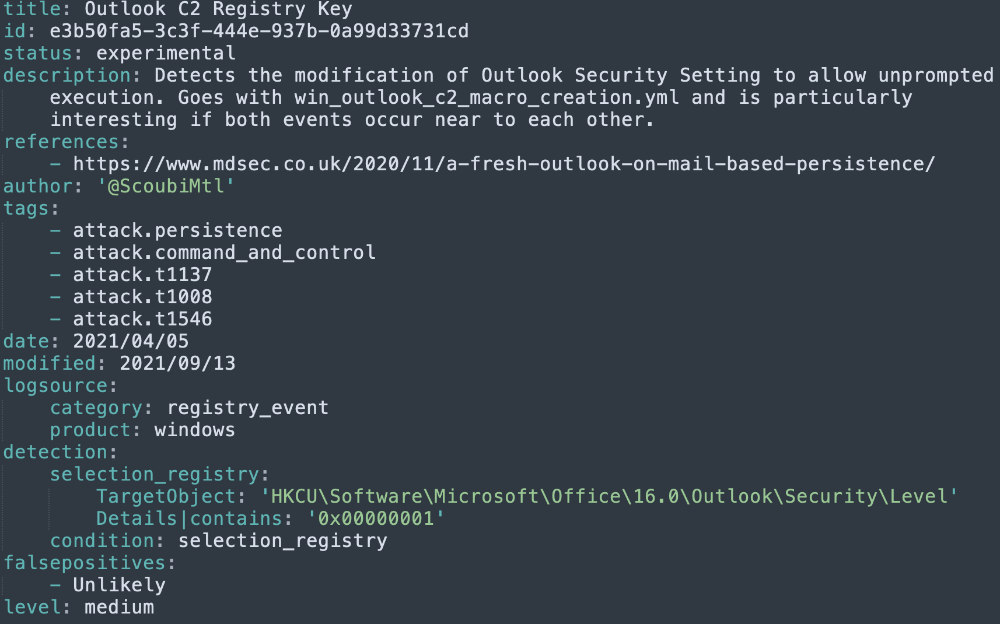 title: Outlook C2 Registry Key
id: e3b50fa5-3c3f-444e-937b-0a99d33731cd
status: experimental
description: Detects the modification of Outlook Security Setting to allow unprompted
    execution. Goes with win_outlook_c2_macro_creation.yml and is particularly
    interesting if both events occur near to each other.
references:
    - https://www.mdsec.co.uk/2020/11/a-fresh-outlook-on-mail-based-persistence/
author: '@ScoubiMtl'
tags:
    - attack.persistence
    - attack.command_and_control
    - attack.t1137
    - attack.t1008
    - attack.t1546
date: 2021/04/05
modified: 2021/09/13
logsource:
    category: registry_event
    product: windows
detection:
    selection_registry:
        TargetObject: 'HKCU\Software\Microsoft\Office\16.0\Outlook\Security\Level'
        Details|contains: '0x00000001'
    condition: selection_registry
falsepositives:
    - Unlikely
level: medium